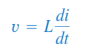 v = L di/dt